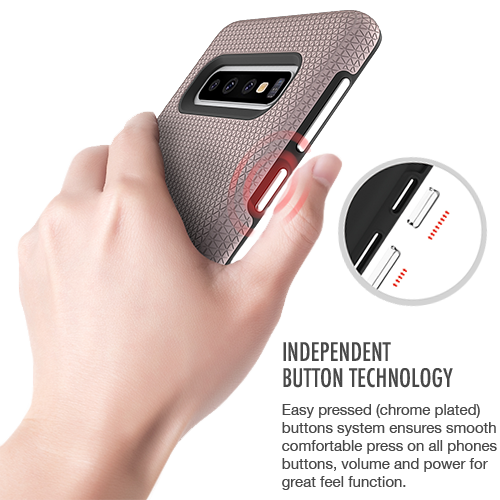 INDEPENDENT
BUTTON TECHNOLOGY
Easy pressed (chrome plated)
buttons system ensures smooth
comfortable press on all phones
buttons, volume and power for
great feel function.